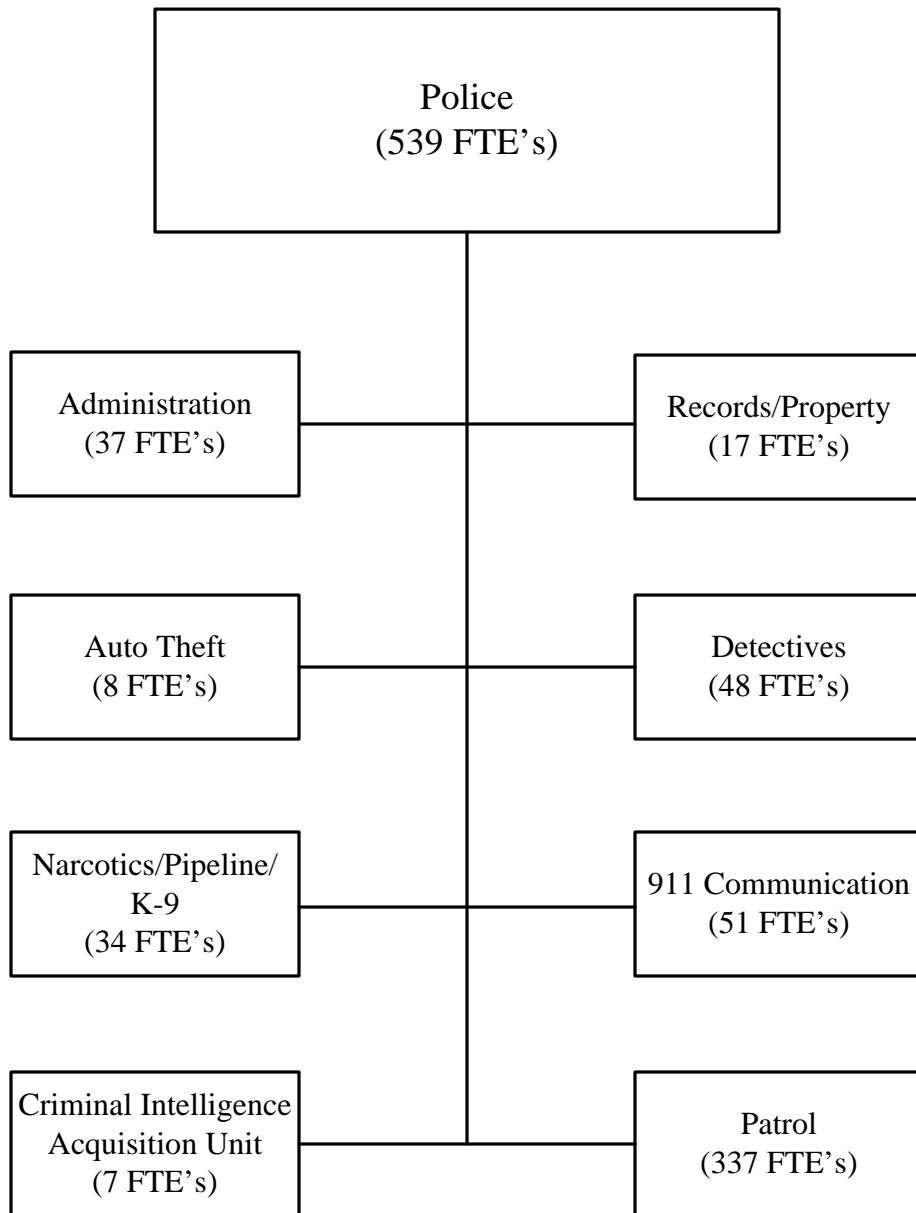 Police
(539 FTE’s)
Administration
(37 FTE’s)
Records/Property
(17 FTE’s)
Auto Theft
(8 FTE’s)
Detectives
(48 FTE’s)
Narcotics/Pipeline/
K-9
(34 FTE’s)
911 Communication
(51 FTE’s)
Criminal Intelligence
Acquisition Unit
(7 FTE’s)
Patrol
(337 FTE’s)